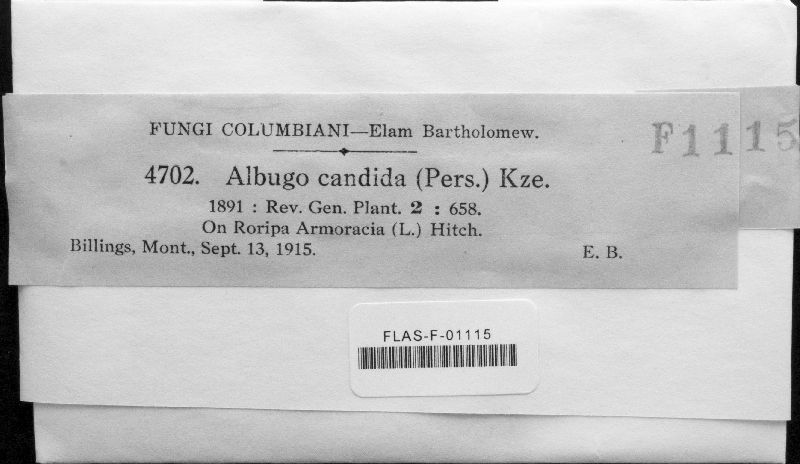 FUNGI COLUMBIANI—Elam Bartholomew.
F1115
4702. Albugo candida (Pers.) Kze.
1891 : Rev. Gen. Plant. 2 : 658.
On Roripa Armoracia (L.) Hitch.
Billings, Mont., Sept. 13, 1915. E. B.
FLAS-F-01115